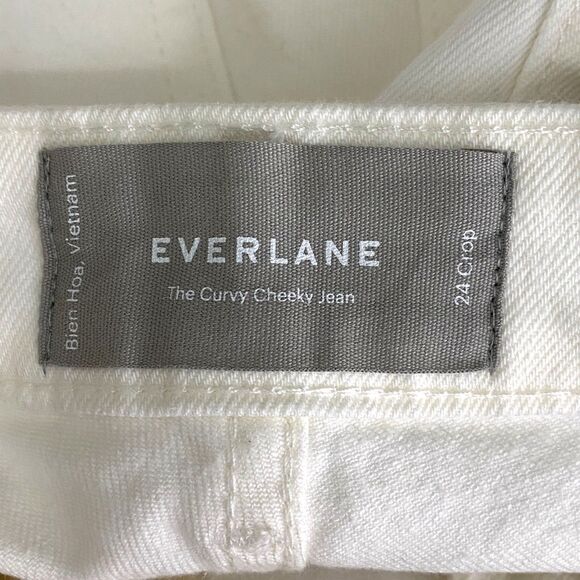 Bien Hoa, Vietnam
EVERLANE
The Curvy Cheeky Jean
24 Crop